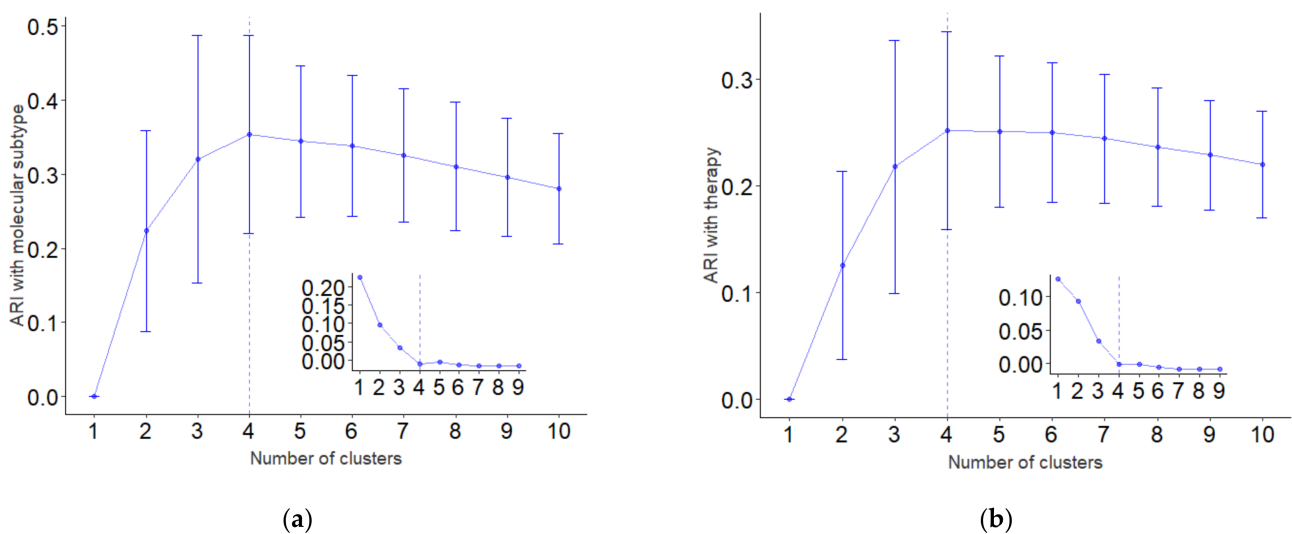 0.5
0.4
0.3
0.2
0.1
0.0
ARI with molecular subtype
1 2 3 4 5 6 7 8 9 10
Number of clusters
0.20
0.15
0.10
0.05
0.00
1 2 3 4 5 6 7 8 9
(a)
0.3
0.2
0.1
0.0
ARI with therapy
1 2 3 4 5 6 7 8 9 10
Number of clusters
0.10
0.05
0.00
1 2 3 4 5 6 7 8 9
(b)